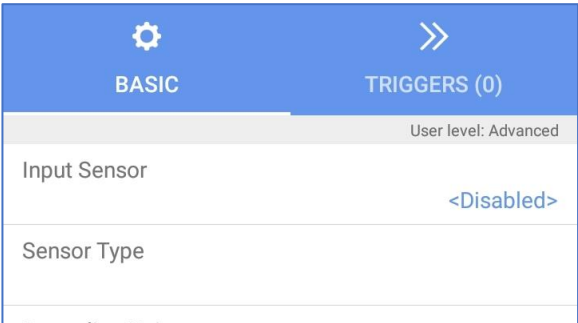 BASIC
TRIGGERS (0)
User level: Advanced
Input Sensor
<Disabled>
Sensor Type